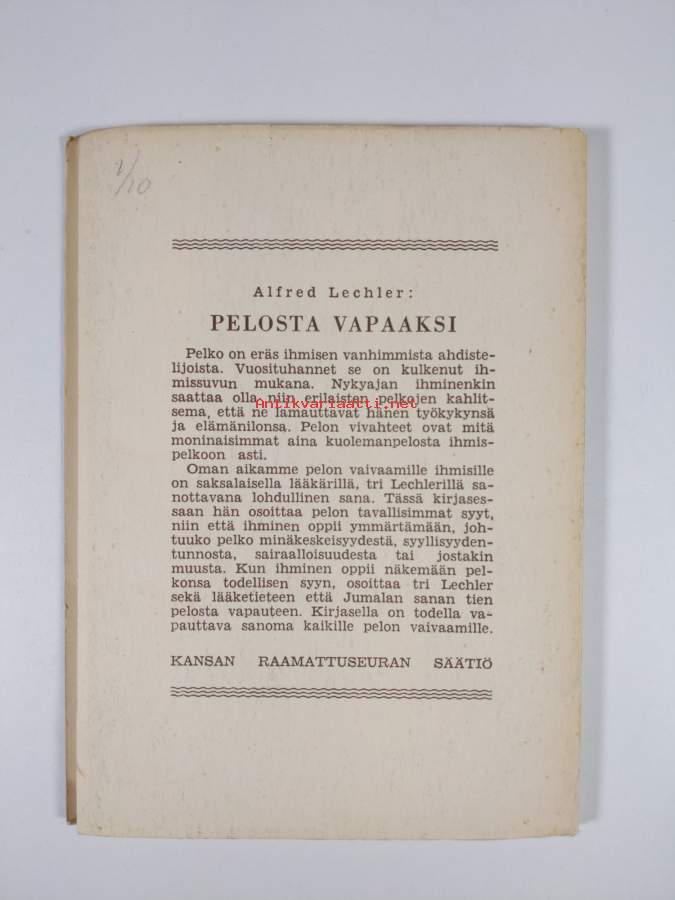 1/10
Alfred Lechler:
PELOSTA VAPAAKSI
Pelko on eräs ihmisen vanhimmista ahdiste-
lijoista. Vuosituhannet se on kulkenut ih-
missuvun mukana. Nykyajan ihminenkin
saattaa olla niin erilaisten pelkojen kahlit-
Antikvariaatti.net
sema, että ne lamauttavat hänen työkykynsä
ja elämänilonsa. Pelon vivahteet ovat mitä
moninaisimmat aina kuolemanpelosta ihmis-
pelkoon asti.
Oman aikamme pelon vaivaamille ihmisille
on saksalaisella lääkärillä, tri Lechlerillä sa-
nottavana lohdullinen sana. Tässä kirjases-
saan hän osoittaa pelon tavallisimmat syyt,
niin että ihminen oppii ymmärtämään, joh-
tuuko pelko minäkeskeisyydestä, syyllisyyden-
tunnosta, sairaalloisuudesta tai jostakin
muusta. Kun ihminen oppii näkemään pel-
konsa todellisen syyn, osoittaa tri Lechler
sekä lääketieteen että Jumalan sanan tien
pelosta vapauteen. Kirjasella on todella va-
pauttava sanoma kaikille pelon vaivaamille.
KANSAN RAAMATTUSEURAN SÄÄTIÖ